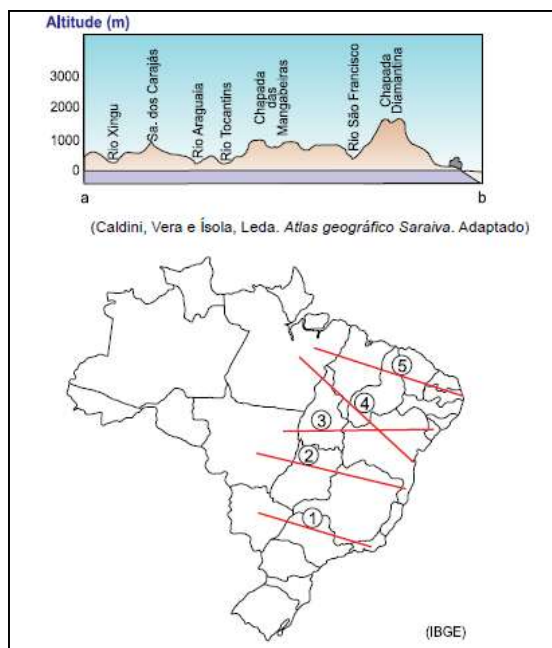 Altitude (m)
3000
2000
1000
0
Rio Xingu
Sa. dos Carajás
Rio Araguaia
Rio Tocantins
Chapada
das
Mangabeiras
Rio São Francisco
Chapada
Diamantina
a
b
(Caldini, Vera e Ísola, Leda. Atlas geográfico Saraiva. Adaptado)
5
4
3
2
1
(IBGE)